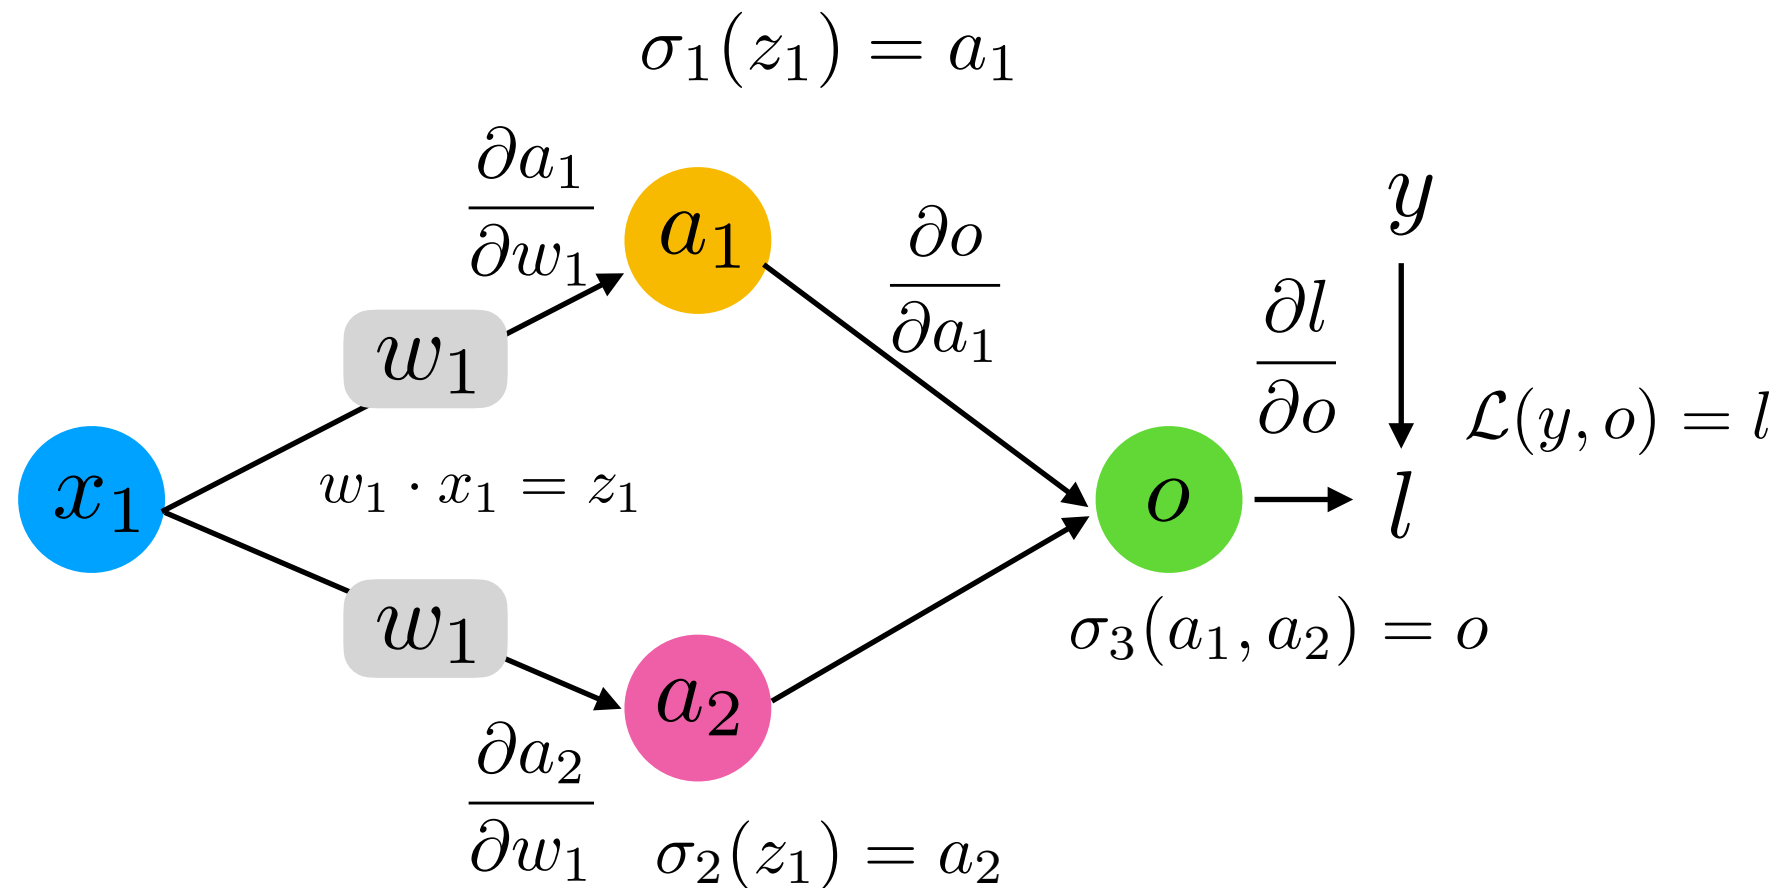 σ₁(z₁) = a₁
∂a₁/∂w₁
a₁
∂o/∂a₁
y
w₁
∂l/∂o
ℒ(y, o) = l
x₁
w₁ · x₁ = z₁
o
l
w₁
σ₃(a₁, a₂) = o
a₂
∂a₂/∂w₁
σ₂(z₁) = a₂